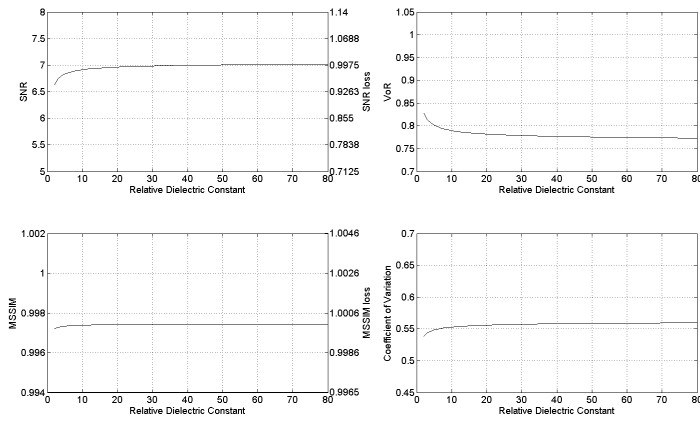 8
7.5
7
6.5
6
5.5
5
SNR
1.14
1.0688
0.9975
0.9263
0.855
0.7838
0.7125
SNR loss
0 10 20 30 40 50 60 70 80
Relative Dielectric Constant
1.05
1
0.95
0.9
0.85
0.8
0.75
0.7
VoR
0 10 20 30 40 50 60 70 80
Relative Dielectric Constant
1.002
1
0.998
0.996
0.994
MSSIM
1.0046
1.0026
1.0006
0.9986
0.9965
MSSIM loss
0 10 20 30 40 50 60 70 80
Relative Dielectric Constant
0.7
0.65
0.6
0.55
0.5
0.45
Coefficient of Variation
0 10 20 30 40 50 60 70 80
Relative Dielectric Constant